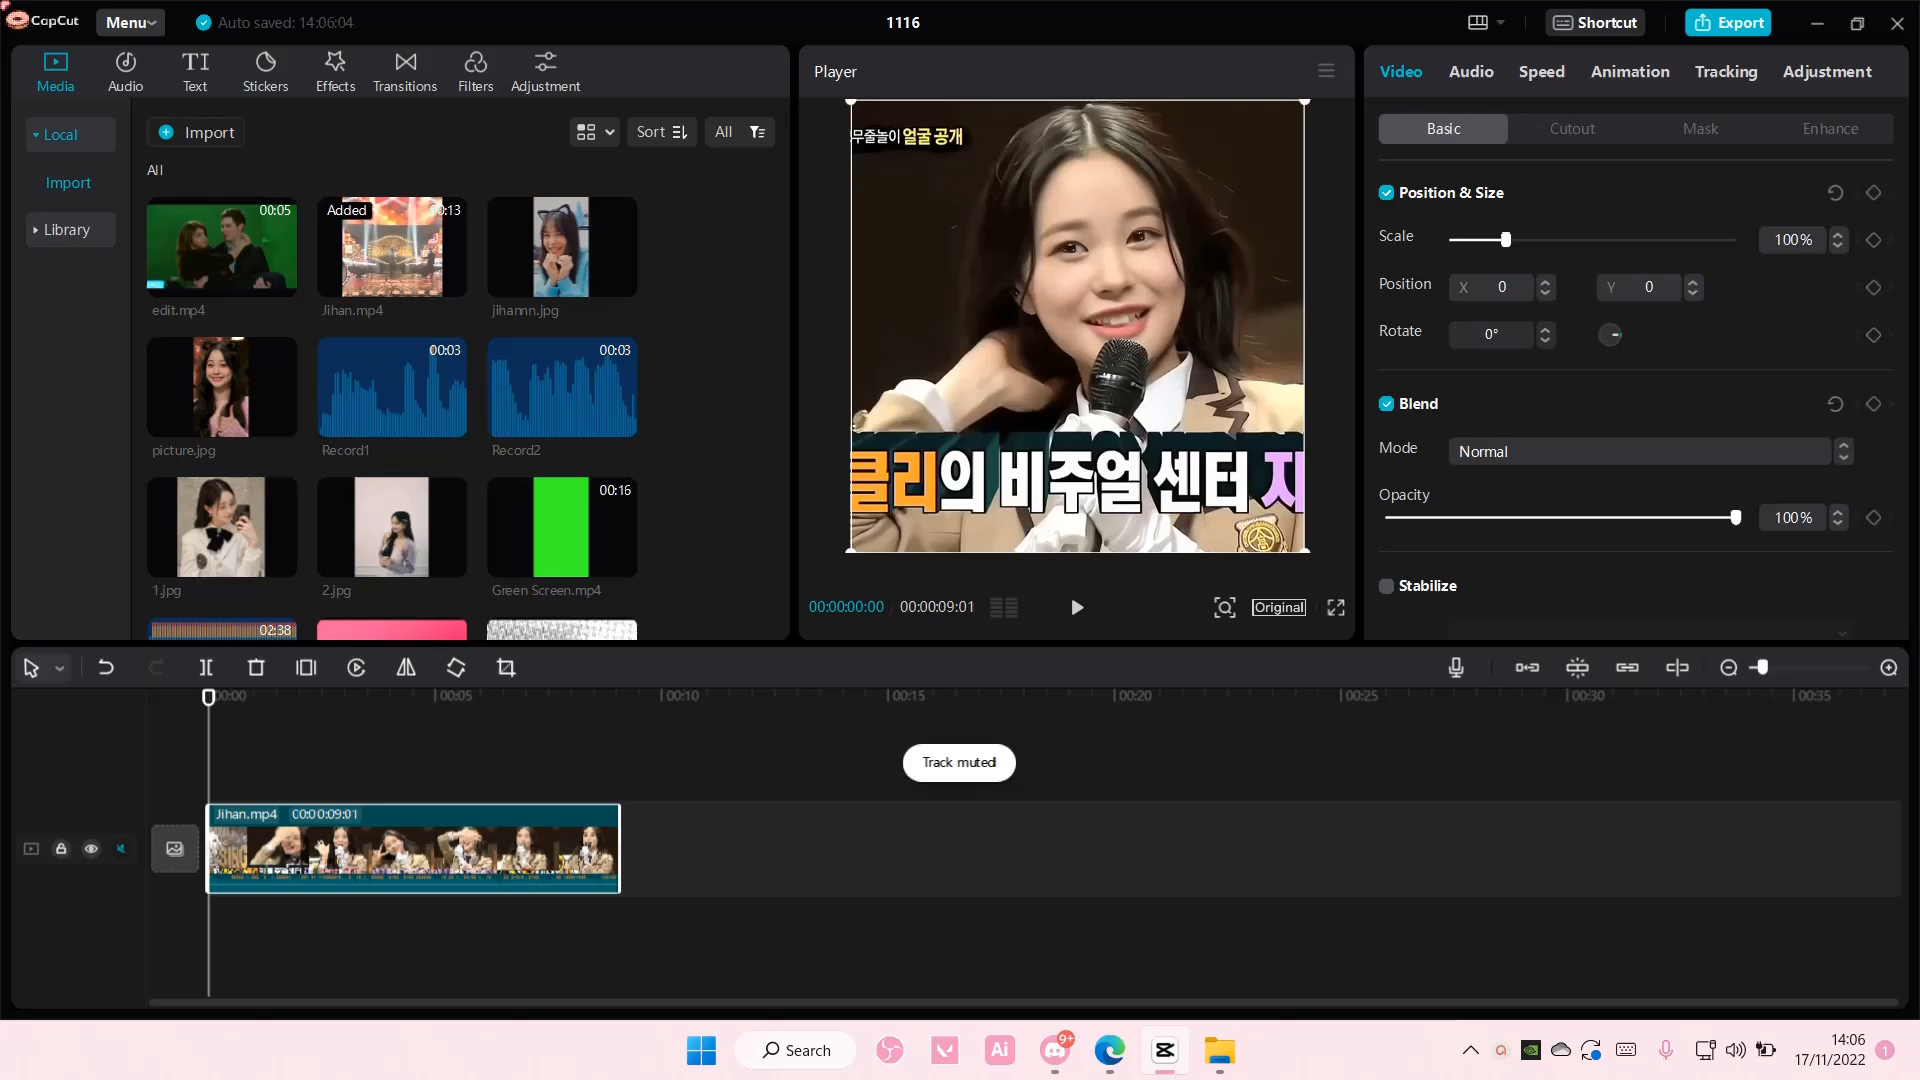 CapCut
Menu
Auto saved: 14:06:04
1116
Shortcut
Export
Media
Audio
Text
Stickers
Effects
Transitions
Filters
Adjustment
Local
Import
Library
Import
Sort
All
All
00:05
edit.mp4
Added
00:13
Jihan.mp4
jihannn.jpg
picture.jpg
00:03
Record1
00:03
Record2
1.jpg
2.jpg
00:16
Green Screen.mp4
02:38
Player
무줄놀이 얼굴 공개
클리의 비주얼 센터 지
00:00:00:00 / 00:00:09:01
Original
Video
Audio
Speed
Animation
Tracking
Adjustment
Basic
Cutout
Mask
Enhance
Position & Size
Scale
100%
Position
X 0
Y 0
Rotate
0°
Blend
Mode
Normal
Opacity
100%
Stabilize
00:00
00:05
00:10
00:15
00:20
00:25
00:30
00:35
Track muted
Jihan.mp4 00:00:09:01
Search
Ai
9+
14:06
17/11/2022
1